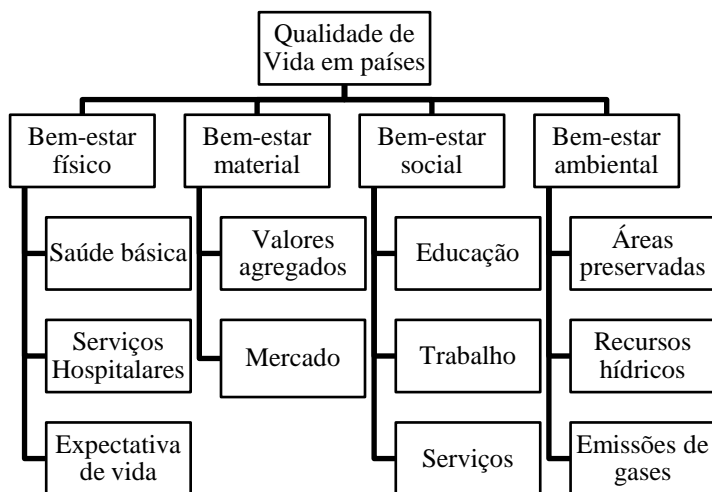 Qualidade de
Vida em países
Bem-estar
físico
Bem-estar
material
Bem-estar
social
Bem-estar
ambiental
Saúde básica
Serviços
Hospitalares
Expectativa
de vida
Valores
agregados
Mercado
Educação
Trabalho
Serviços
Áreas
preservadas
Recursos
hídricos
Emissões de
gases